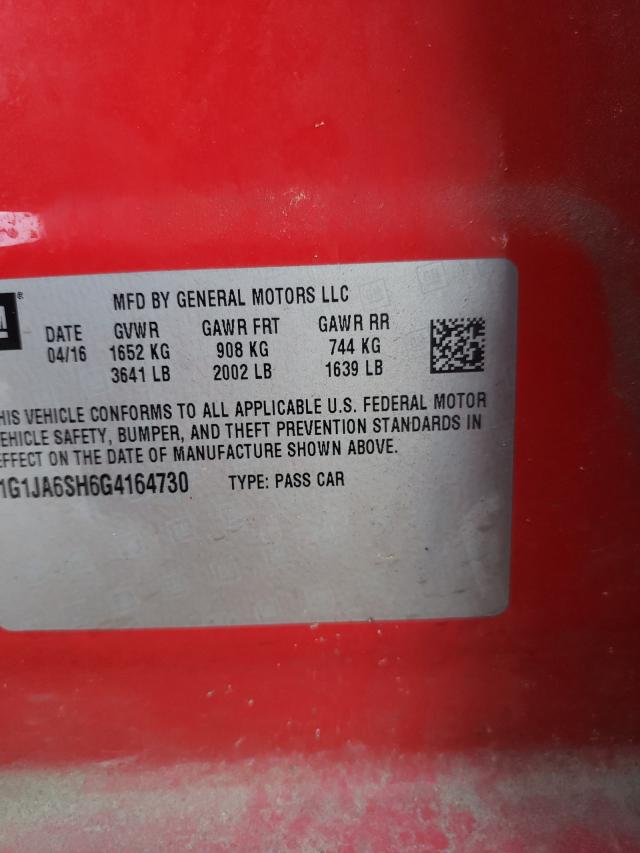 MFD BY GENERAL MOTORS LLC
DATE GVWR GAWR FRT GAWR RR
04/16 1652 KG 908 KG 744 KG
3641 LB 2002 LB 1639 LB
HIS VEHICLE CONFORMS TO ALL APPLICABLE U.S. FEDERAL MOTOR
EHICLE SAFETY, BUMPER, AND THEFT PREVENTION STANDARDS IN
EFFECT ON THE DATE OF MANUFACTURE SHOWN ABOVE.
1G1JA6SH6G4164730 TYPE: PASS CAR